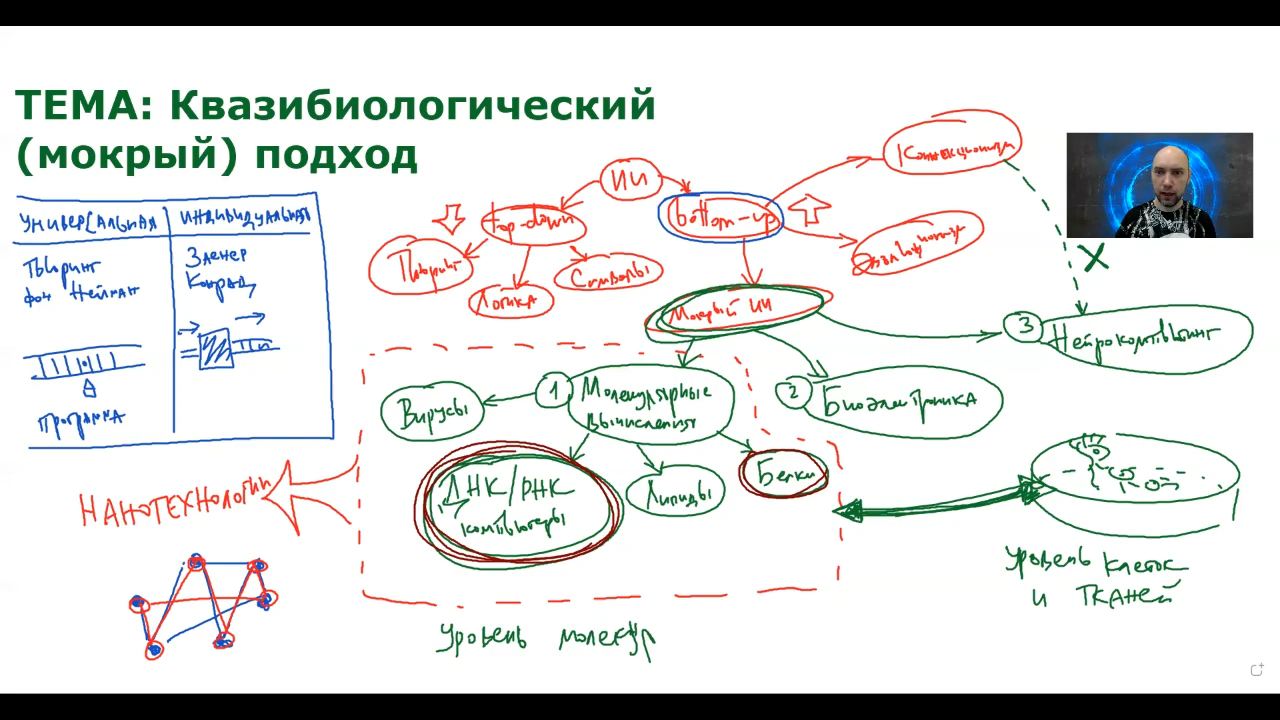 ТЕМА: Квазибиологический
(мокрый) подход
УНИВЕРСАЛЬНАЯ
ИНДИВИДУАЛЬНАЯ
Тьюринг
фон Нейман
программа
Зденер
Конрад
ИИ
top-down
bottom-up
Тьюринг
Логика
Символы
Коннекционизм
Эволюционизм
Мокрый ИИ
1
Молекулярные
вычисления
2
Биоэлектроника
3
Нейрокомпьютинг
X
Вирусы
ДНК/РНК
компьютеры
Липиды
Белки
НАНОТЕХНОЛОГИИ
уровень молекул
уровень клеток
и тканей